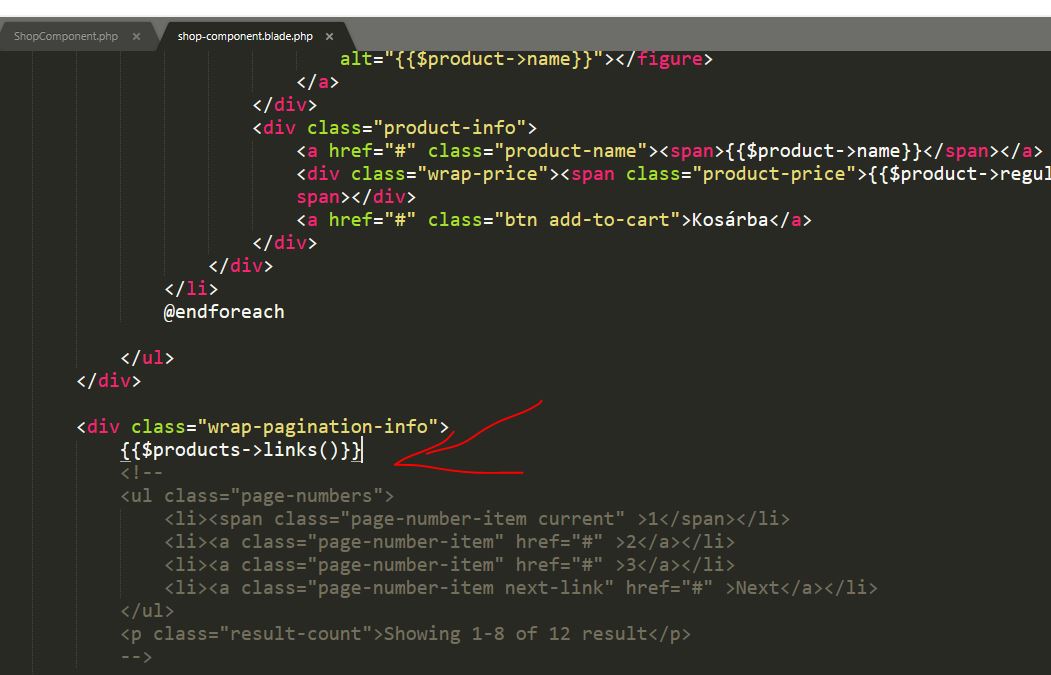 ShopComponent.php × shop-component.blade.php ×
alt="{{$product->name}}"></figure>
</a>
</div>
<div class="product-info">
<a href="#" class="product-name"><span>{{$product->name}}</span></a>
<div class="wrap-price"><span class="product-price">{{$product->regul
span></div>
<a href="#" class="btn add-to-cart">Kosárba</a>
</div>
</div>
</li>
@endforeach
</ul>
</div>
<div class="wrap-pagination-info">
{{$products->links()}}
<!--
<ul class="page-numbers">
<li><span class="page-number-item current" >1</span></li>
<li><a class="page-number-item" href="#" >2</a></li>
<li><a class="page-number-item" href="#" >3</a></li>
<li><a class="page-number-item next-link" href="#" >Next</a></li>
</ul>
<p class="result-count">Showing 1-8 of 12 result</p>
-->